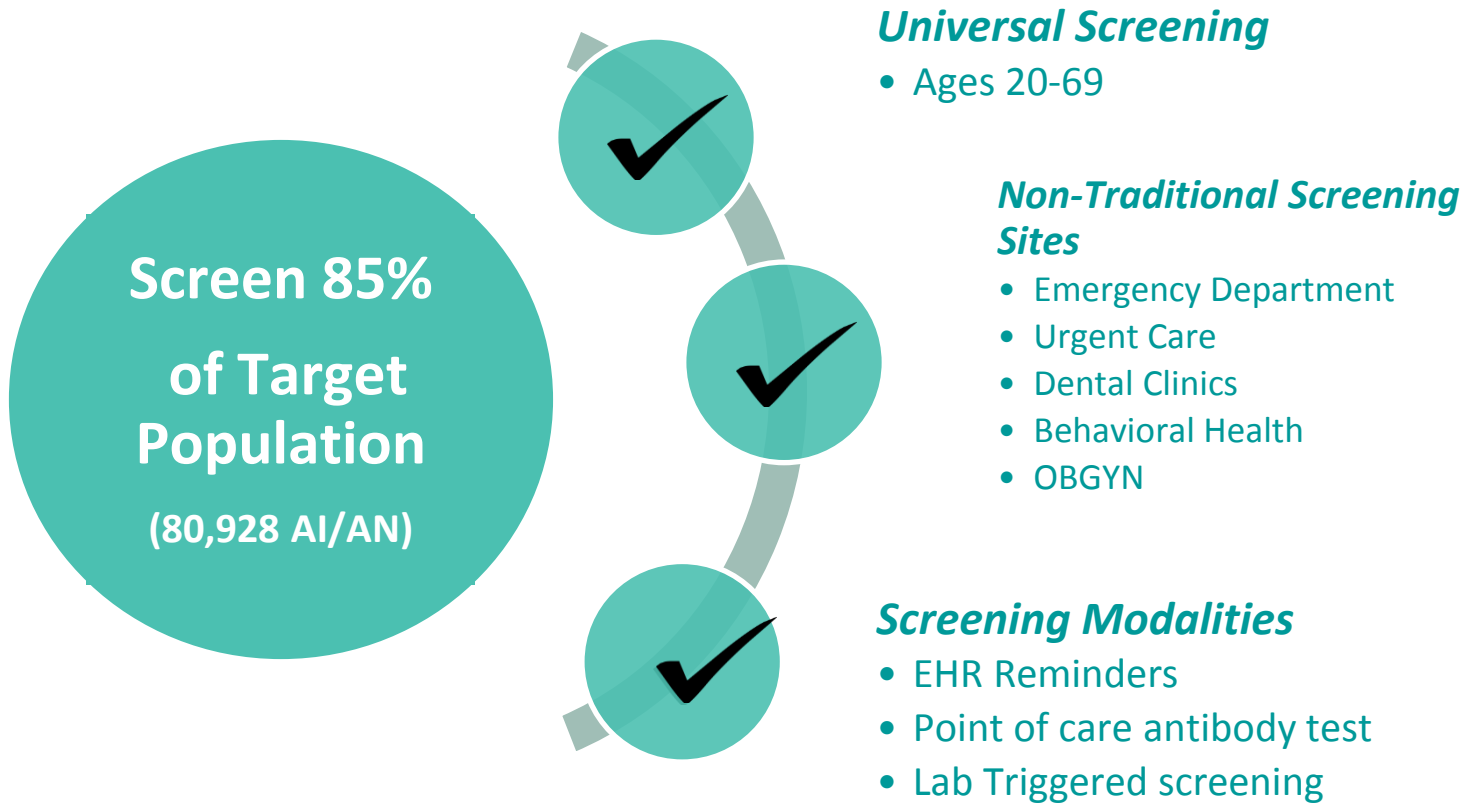 Screen 85%
of Target
Population
(80,928 AI/AN)
Universal Screening
• Ages 20-69
Non-Traditional Screening
Sites
• Emergency Department
• Urgent Care
• Dental Clinics
• Behavioral Health
• OBGYN
Screening Modalities
• EHR Reminders
• Point of care antibody test
• Lab Triggered screening